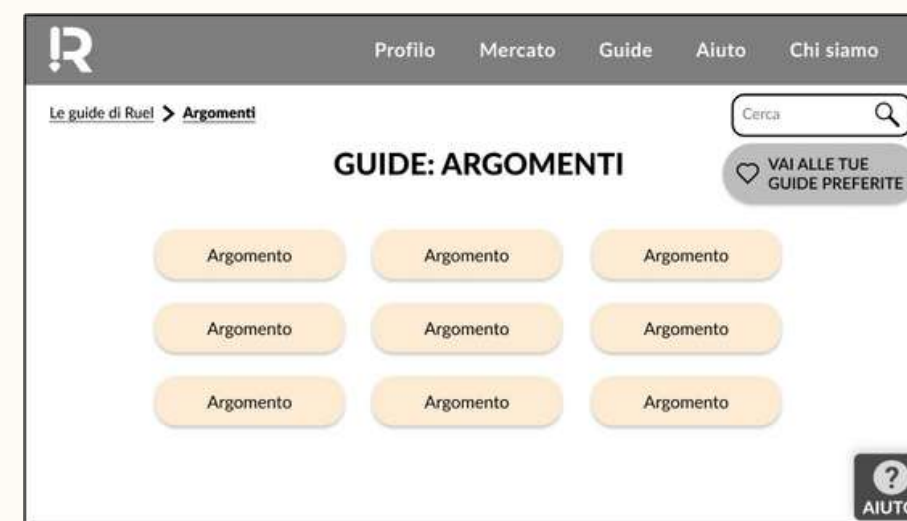 R
Profilo Mercato Guide Aiuto Chi siamo
Le guide di Ruel > Argomenti
Cerca
GUIDE: ARGOMENTI
VAI ALLE TUE
GUIDE PREFERITE
Argomento Argomento Argomento
Argomento Argomento Argomento
Argomento Argomento Argomento
?
AIUTO